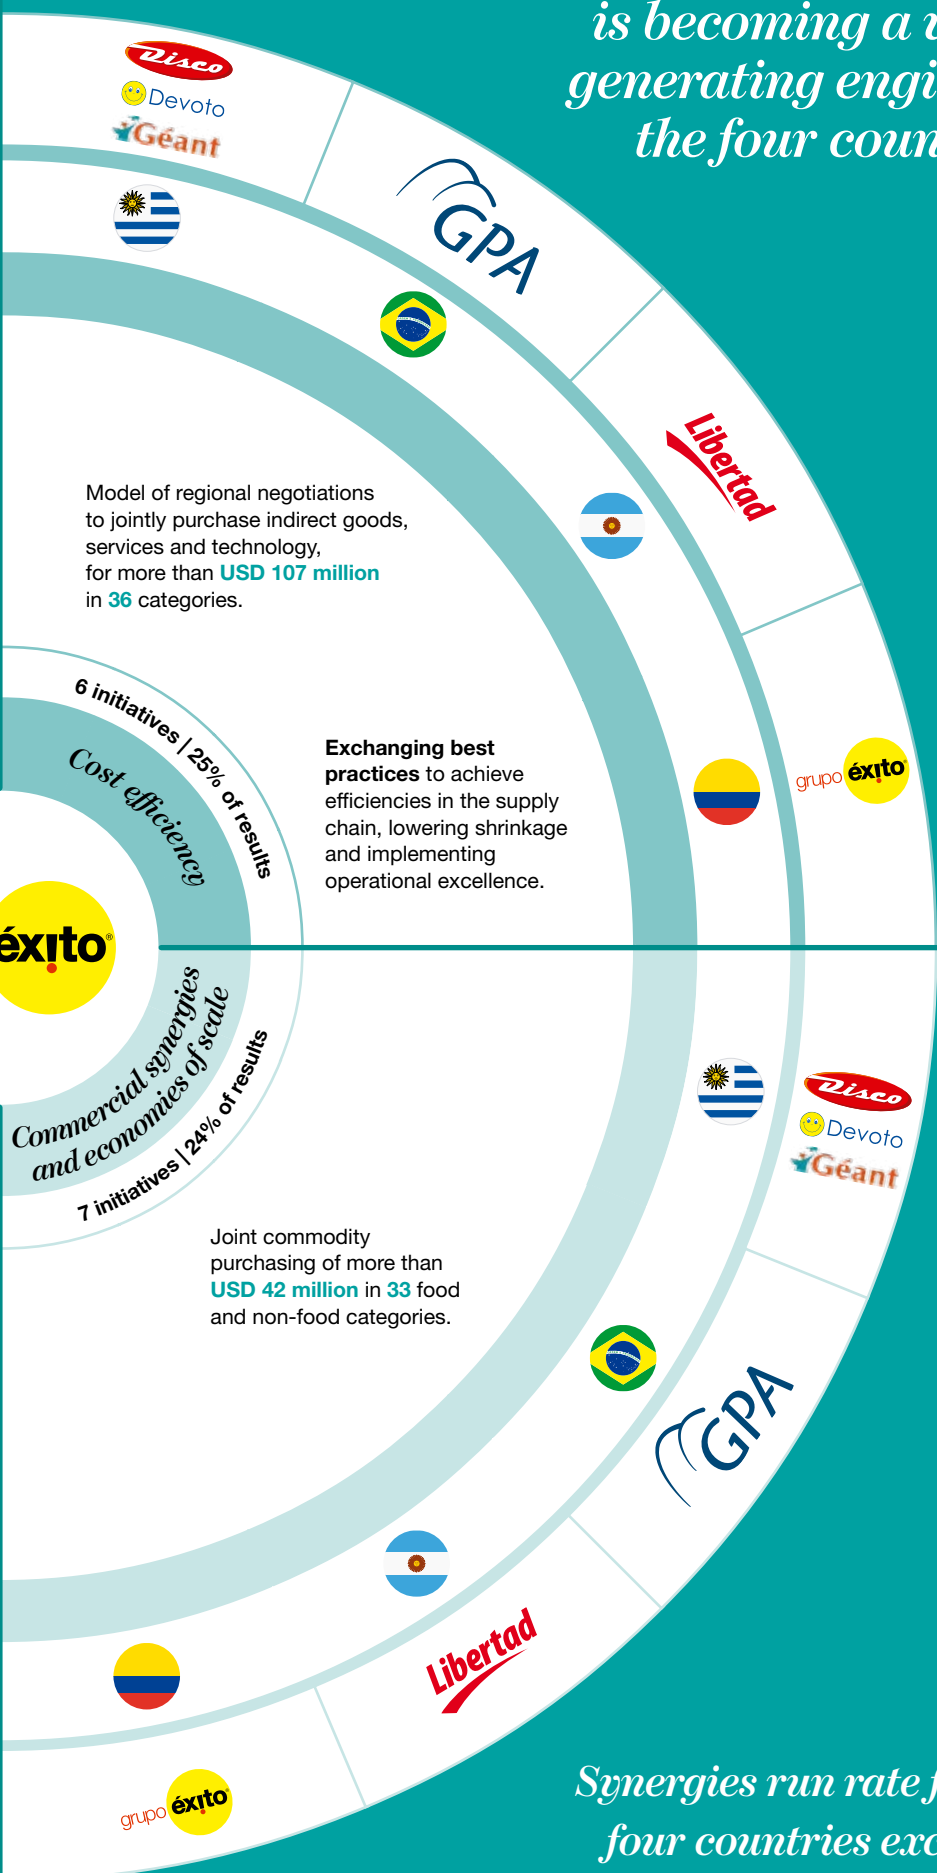 is becoming a
generating
the four
Disco
Devoto
Géant
GPA
Libertad
grupo éxito
Model of regional negotiations
to jointly purchase indirect goods,
services and technology,
for more than USD 107 million
in 36 categories.
6 initiatives | 25% of results
Cost efficiency
Exchanging best
practices to achieve
efficiencies in the supply
chain, lowering shrinkage
and implementing
operational excellence.
éxito®
Commercial synergies
and economies of scale
7 initiatives | 24% of results
Joint commodity
purchasing of more than
USD 42 million in 33 food
and non-food categories.
Disco
Devoto
Géant
GPA
Libertad
grupo éxito
Synergies run rate
four countries